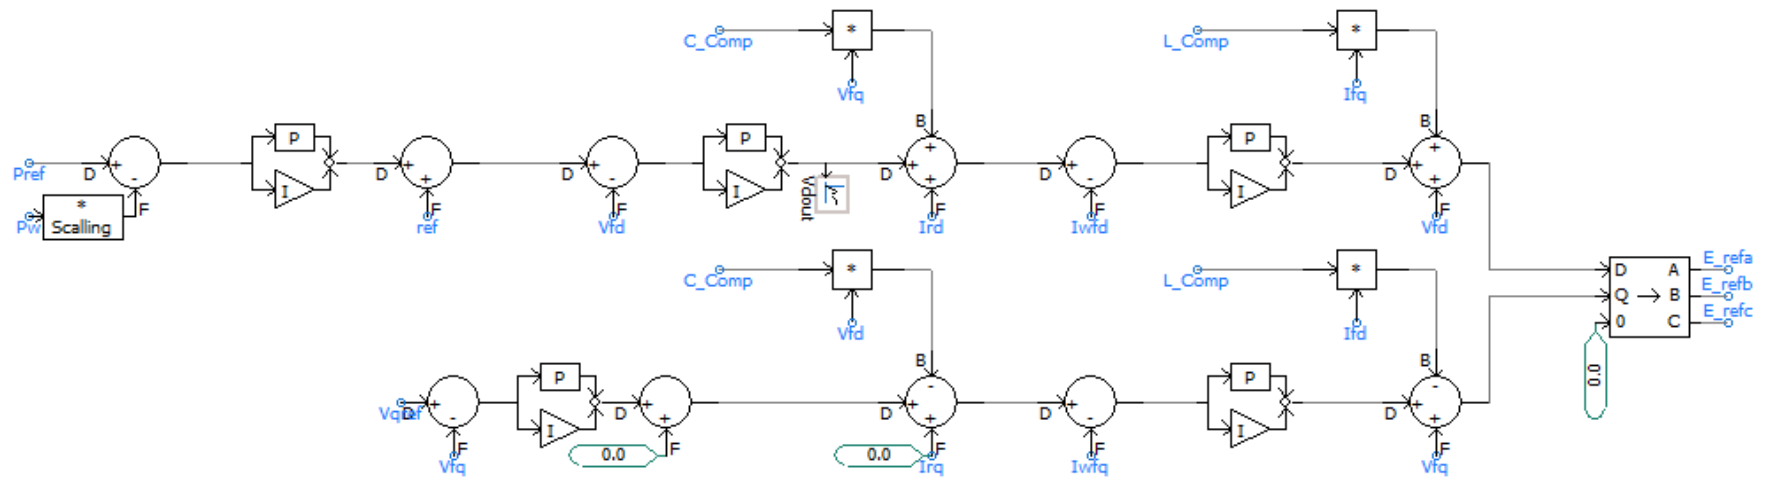 C_Comp
*
Vfq
L_Comp
*
Ifq
B
B
P
P
P
Pref
D
+
-
F
I
D
+
+
F
D
+
-
F
I
Vdout
D
+
+
F
D
+
-
F
I
D
+
+
F
Pw
*
Scalling
ref
Vfd
Ird
Iwfd
Vfd
C_Comp
*
Vfd
L_Comp
*
Ifd
D A
Q → B
0 C
E_refa
E_refb
E_refc
0.0
B
B
P
P
D
+
-
F
I
D
+
+
F
D
+
-
+
F
D
+
-
F
I
D
+
-
+
F
Vfq
0.0
0.0
Irq
Iwfq
Vfq